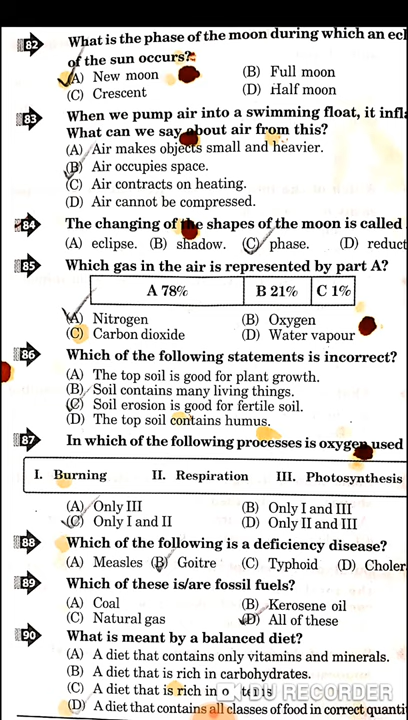 82 What is the phase of the moon during which an ecl
of the sun occurs?
(A) New moon (B) Full moon
(C) Crescent (D) Half moon
83 When we pump air into a swimming float, it infla
What can we say about air from this?
(A) Air makes objects small and heavier.
(B) Air occupies space.
(C) Air contracts on heating.
(D) Air cannot be compressed.
84 The changing of the shapes of the moon is called
(A) eclipse. (B) shadow. (C) phase. (D) reduct
85 Which gas in the air is represented by part A?
A 78% B 21% C 1%
(A) Nitrogen (B) Oxygen
(C) Carbon dioxide (D) Water vapour
86 Which of the following statements is incorrect?
(A) The top soil is good for plant growth.
(B) Soil contains many living things.
(C) Soil erosion is good for fertile soil.
(D) The top soil contains humus.
87 In which of the following processes is oxygen used
I. Burning II. Respiration III. Photosynthesis
(A) Only III (B) Only I and III
(C) Only I and II (D) Only II and III
88 Which of the following is a deficiency disease?
(A) Measles (B) Goitre (C) Typhoid (D) Choler
89 Which of these is/are fossil fuels?
(A) Coal (B) Kerosene oil
(C) Natural gas (D) All of these
90 What is meant by a balanced diet?
(A) A diet that contains only vitamins and minerals.
(B) A diet that is rich in carbohydrates.
(C) A diet that is rich in
DU RECORDER
(D) A diet that contains all classes of food in correct quanti